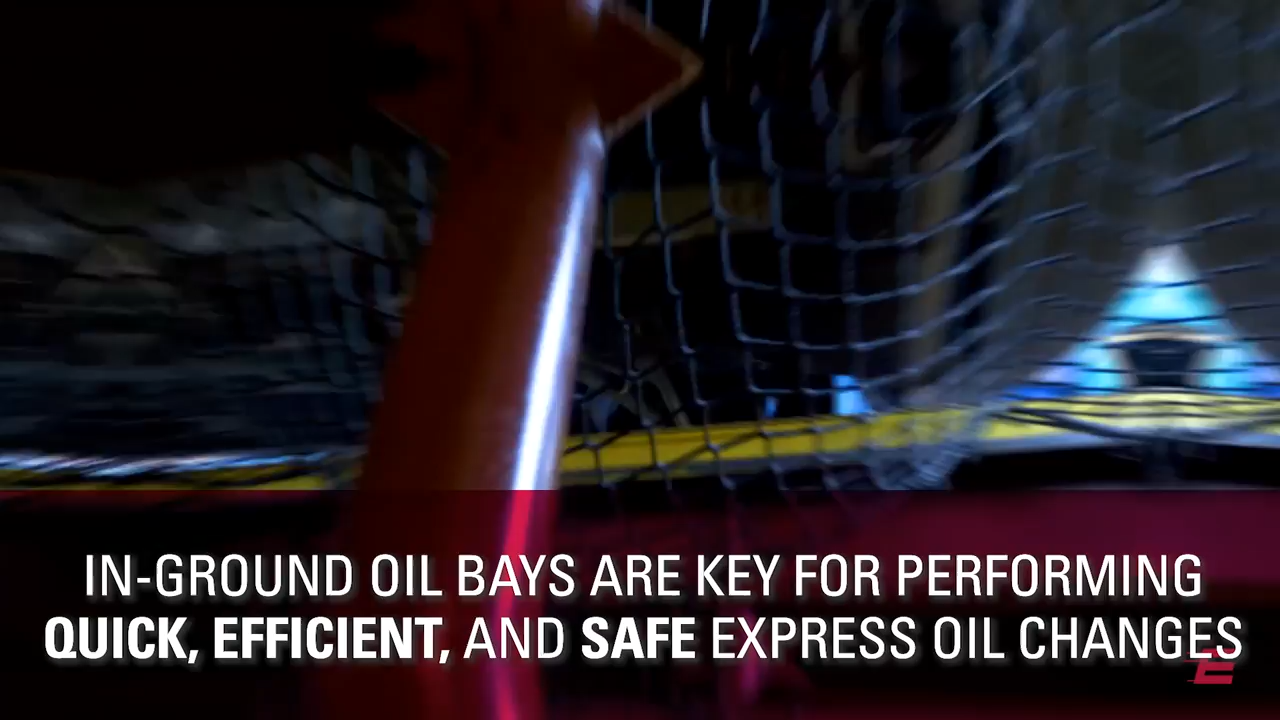 IN-GROUND OIL BAYS ARE KEY FOR PERFORMING
QUICK, EFFICIENT, AND SAFE EXPRESS OIL CHANGES